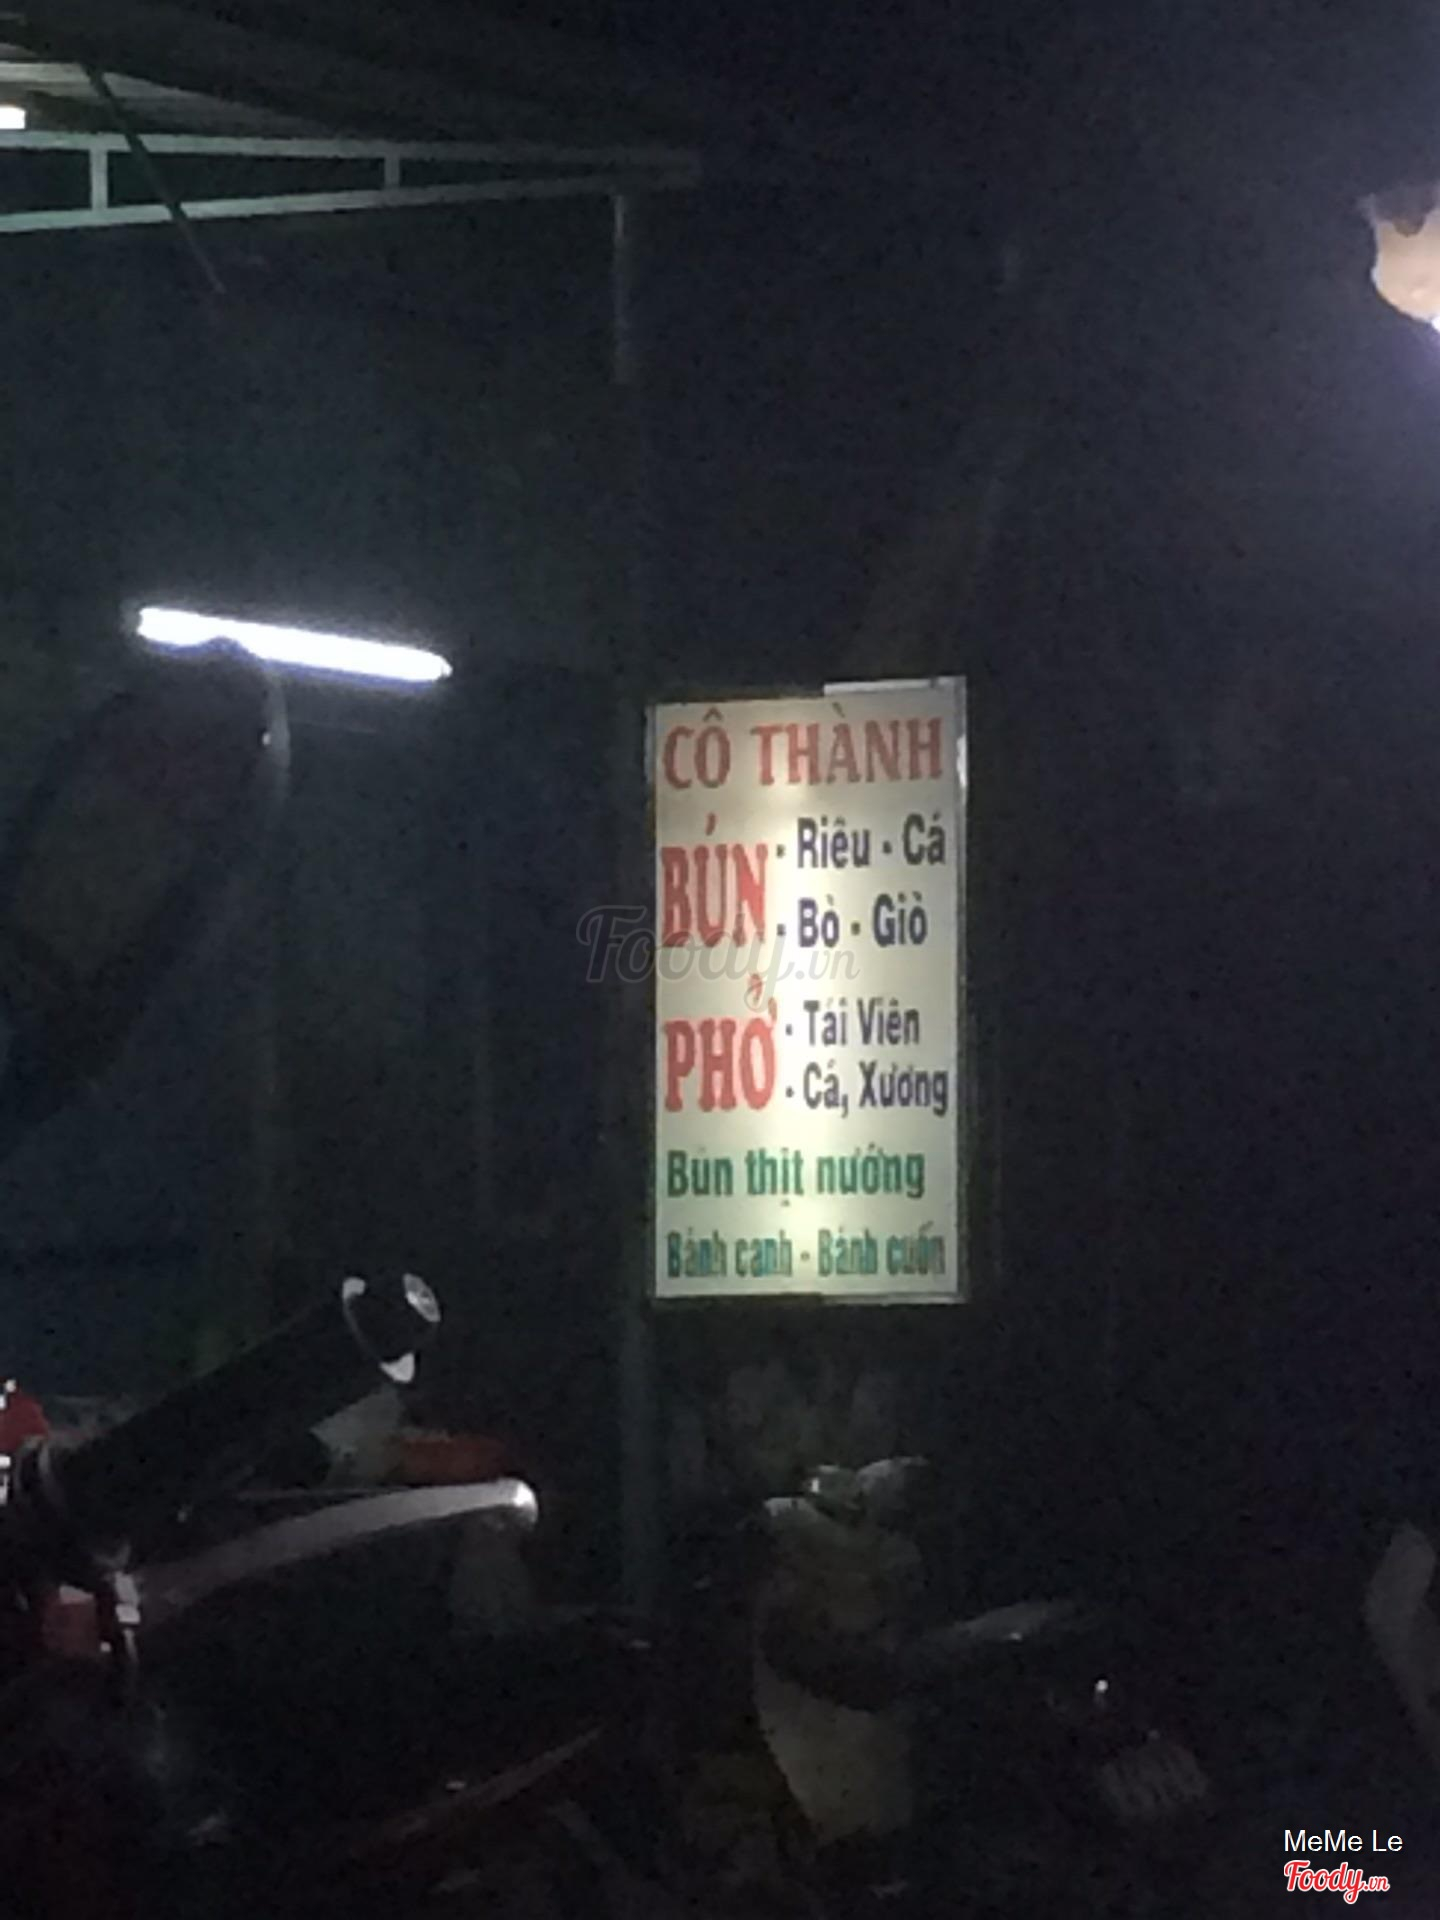 CÔ THÀNH
BÚN · Riêu · Cá
· Bò · Giò
PHỞ · Tái Viên
· Cá, Xương
Bún thịt nướng
Bánh canh - Bánh cuốn
Foody.vn
MeMe Le
Foody.vn